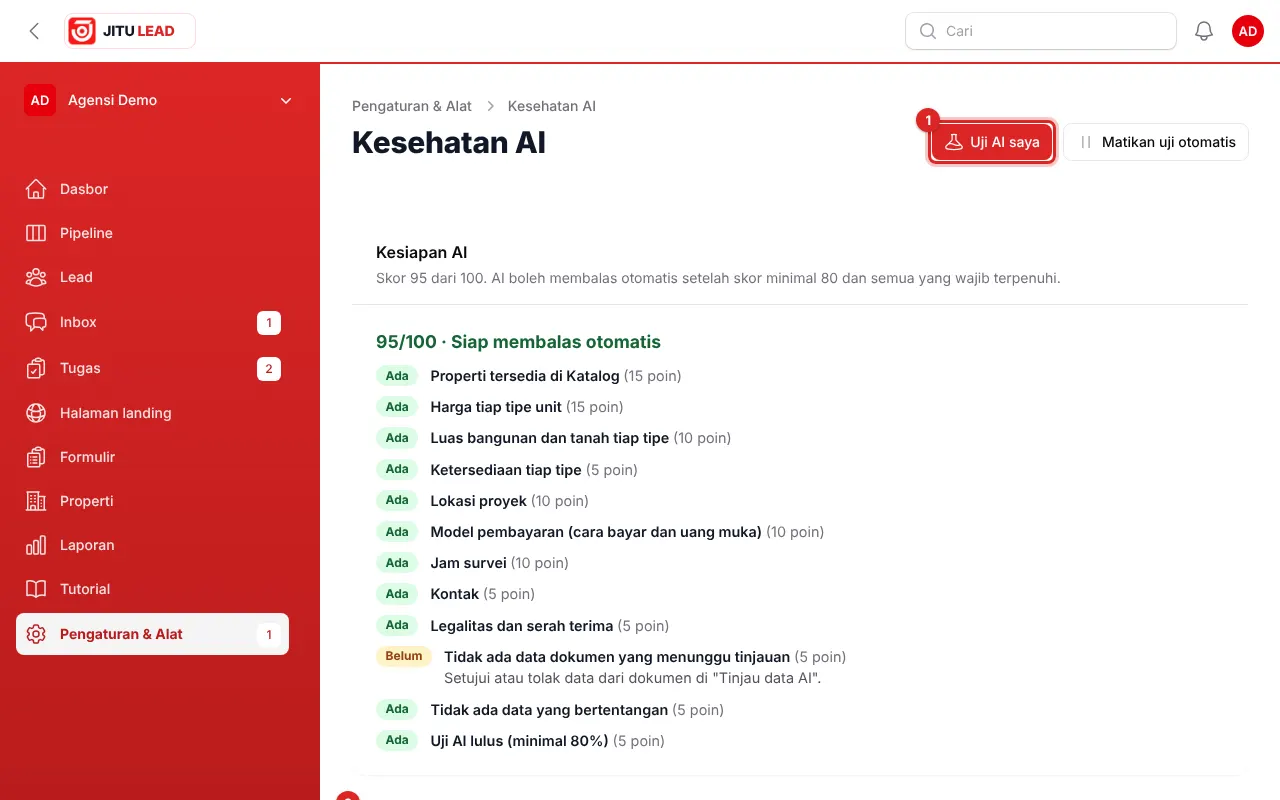 JITU LEAD
Cari
AD
AD
Agensi Demo
Dasbor
Pipeline
Lead
Inbox
1
Tugas
2
Halaman landing
Formulir
Properti
Laporan
Tutorial
Pengaturan & Alat
1
Pengaturan & Alat > Kesehatan AI
Kesehatan AI
1
Uji AI saya
Matikan uji otomatis
Kesiapan AI
Skor 95 dari 100. AI boleh membalas otomatis setelah skor minimal 80 dan semua yang wajib terpenuhi.
95/100 · Siap membalas otomatis
Ada Properti tersedia di Katalog (15 poin)
Ada Harga tiap tipe unit (15 poin)
Ada Luas bangunan dan tanah tiap tipe (10 poin)
Ada Ketersediaan tiap tipe (5 poin)
Ada Lokasi proyek (10 poin)
Ada Model pembayaran (cara bayar dan uang muka) (10 poin)
Ada Jam survei (10 poin)
Ada Kontak (5 poin)
Ada Legalitas dan serah terima (5 poin)
Belum Tidak ada data dokumen yang menunggu tinjauan (5 poin)
Setujui atau tolak data dari dokumen di "Tinjau data AI".
Ada Tidak ada data yang bertentangan (5 poin)
Ada Uji AI lulus (minimal 80%) (5 poin)